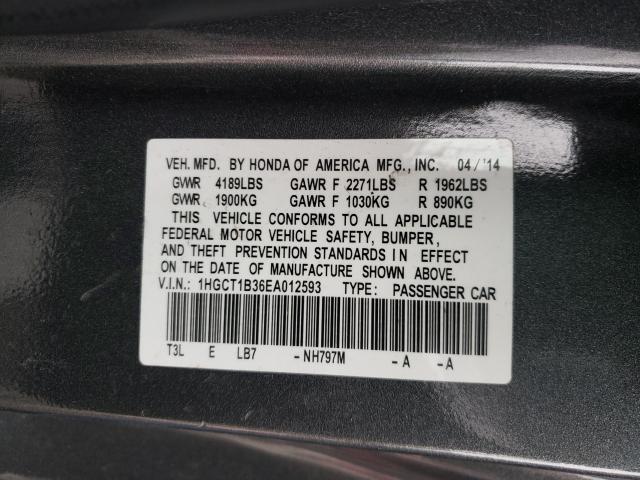 VEH. MFD. BY HONDA OF AMERICA MFG., INC. 04/'14
GVWR 4189LBS GAWR F 2271LBS R 1962LBS
GVWR 1900KG GAWR F 1030KG R 890KG
THIS VEHICLE CONFORMS TO ALL APPLICABLE
FEDERAL MOTOR VEHICLE SAFETY, BUMPER,
AND THEFT PREVENTION STANDARDS IN EFFECT
ON THE DATE OF MANUFACTURE SHOWN ABOVE.
V.I.N.: 1HGCT1B36EA012593 TYPE: PASSENGER CAR
T3L E LB7 -NH797M -A -A